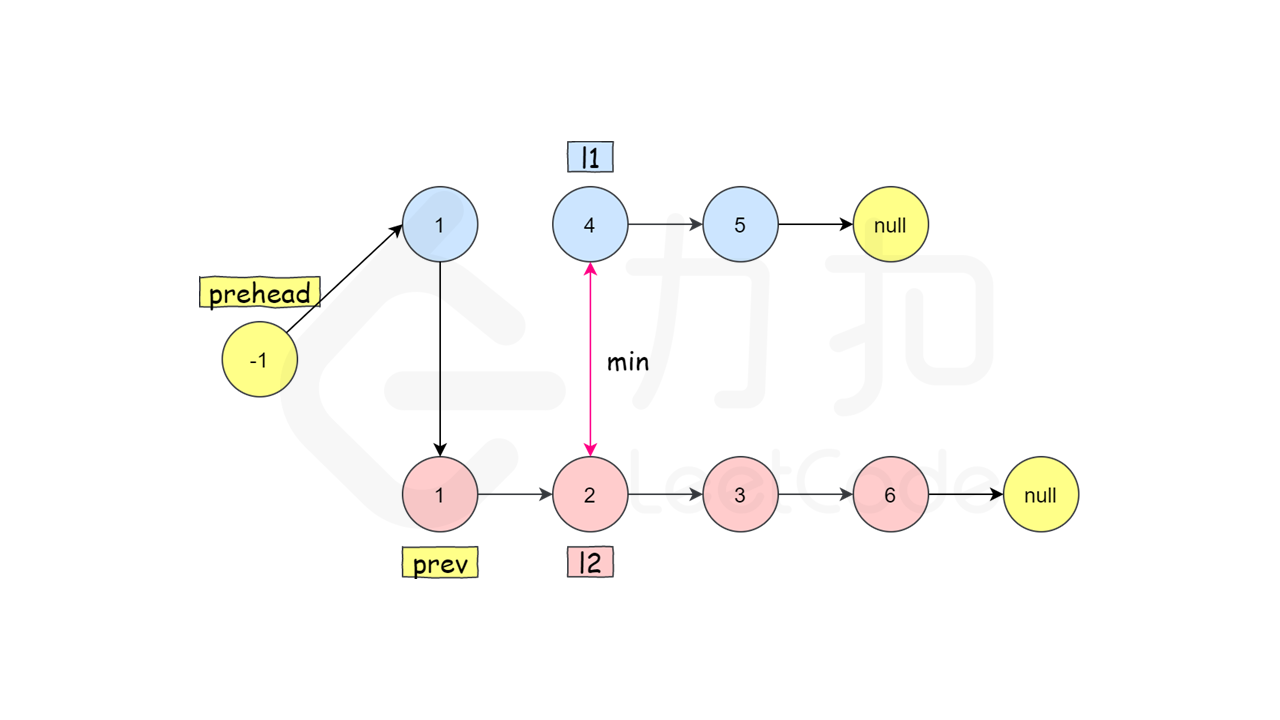 l1
1
4
5
null
prehead
-1
min
力扣
LeetCode
1
2
3
6
null
prev
l2